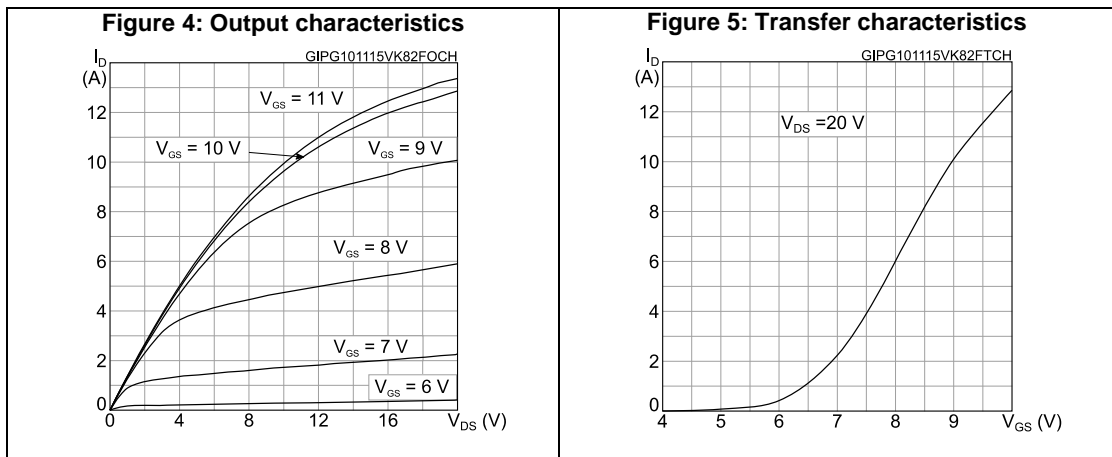 Figure 4: Output characteristics
GIPG101115VK82FOCH
I_D
(A)
12
10
8
6
4
2
0
V_GS = 11 V
V_GS = 10 V
V_GS = 9 V
V_GS = 8 V
V_GS = 7 V
V_GS = 6 V
0 4 8 12 16 V_DS (V)
Figure 5: Transfer characteristics
GIPG101115VK82FTCH
I_D
(A)
12
10
8
6
4
2
0
V_DS =20 V
4 5 6 7 8 9 V_GS (V)